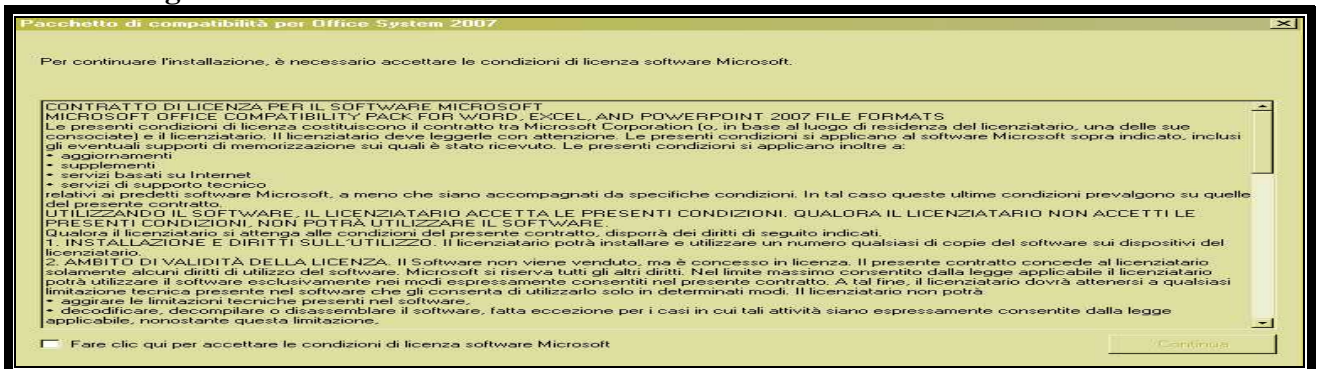 Pacchetto di compatibilità per Office System 2007
Per continuare l'installazione, è necessario accettare le condizioni di licenza software Microsoft.
CONTRATTO DI LICENZA PER IL SOFTWARE MICROSOFT
MICROSOFT OFFICE COMPATIBILITY PACK FOR WORD, EXCEL, AND POWERPOINT 2007 FILE FORMATS
Le presenti condizioni di licenza costituiscono il contratto tra Microsoft Corporation (o, in base al luogo di residenza del licenziatario, una delle sue
consociate) e il licenziatario. Il licenziatario deve leggerle con attenzione. Le presenti condizioni si applicano al software Microsoft sopra indicato, inclusi
gli eventuali supporti di memorizzazione sui quali è stato ricevuto. Le presenti condizioni si applicano inoltre a:
• aggiornamenti
• supplementi
• servizi basati su Internet
• servizi di supporto tecnico
relativi ai predetti software Microsoft, a meno che siano accompagnati da specifiche condizioni. In tal caso queste ultime condizioni prevalgono su quelle
del presente contratto.
UTILIZZANDO IL SOFTWARE, IL LICENZIATARIO ACCETTA LE PRESENTI CONDIZIONI. QUALORA IL LICENZIATARIO NON ACCETTI LE
PRESENTI CONDIZIONI, NON POTRÀ UTILIZZARE IL SOFTWARE.
Qualora il licenziatario si attenga alle condizioni del presente contratto, disporrà dei diritti di seguito indicati.
1. INSTALLAZIONE E DIRITTI SULL'UTILIZZO. Il licenziatario potrà installare e utilizzare un numero qualsiasi di copie del software sui dispositivi del
licenziatario.
2. AMBITO DI VALIDITÀ DELLA LICENZA. Il Software non viene venduto, ma è concesso in licenza. Il presente contratto concede al licenziatario
solamente alcuni diritti di utilizzo del software. Microsoft si riserva tutti gli altri diritti. Nel limite massimo consentito dalla legge applicabile il licenziatario
potrà utilizzare il software esclusivamente nei modi espressamente consentiti nel presente contratto. A tal fine, il licenziatario dovrà attenersi a qualsiasi
limitazione tecnica presente nel software che gli consenta di utilizzarlo solo in determinati modi. Il licenziatario non potrà
• aggirare le limitazioni tecniche presenti nel software,
• decodificare, decompilare o disassemblare il software, fatta eccezione per i casi in cui tali attività siano espressamente consentite dalla legge
applicabile, nonostante questa limitazione,
Fare clic qui per accettare le condizioni di licenza software Microsoft
Continua